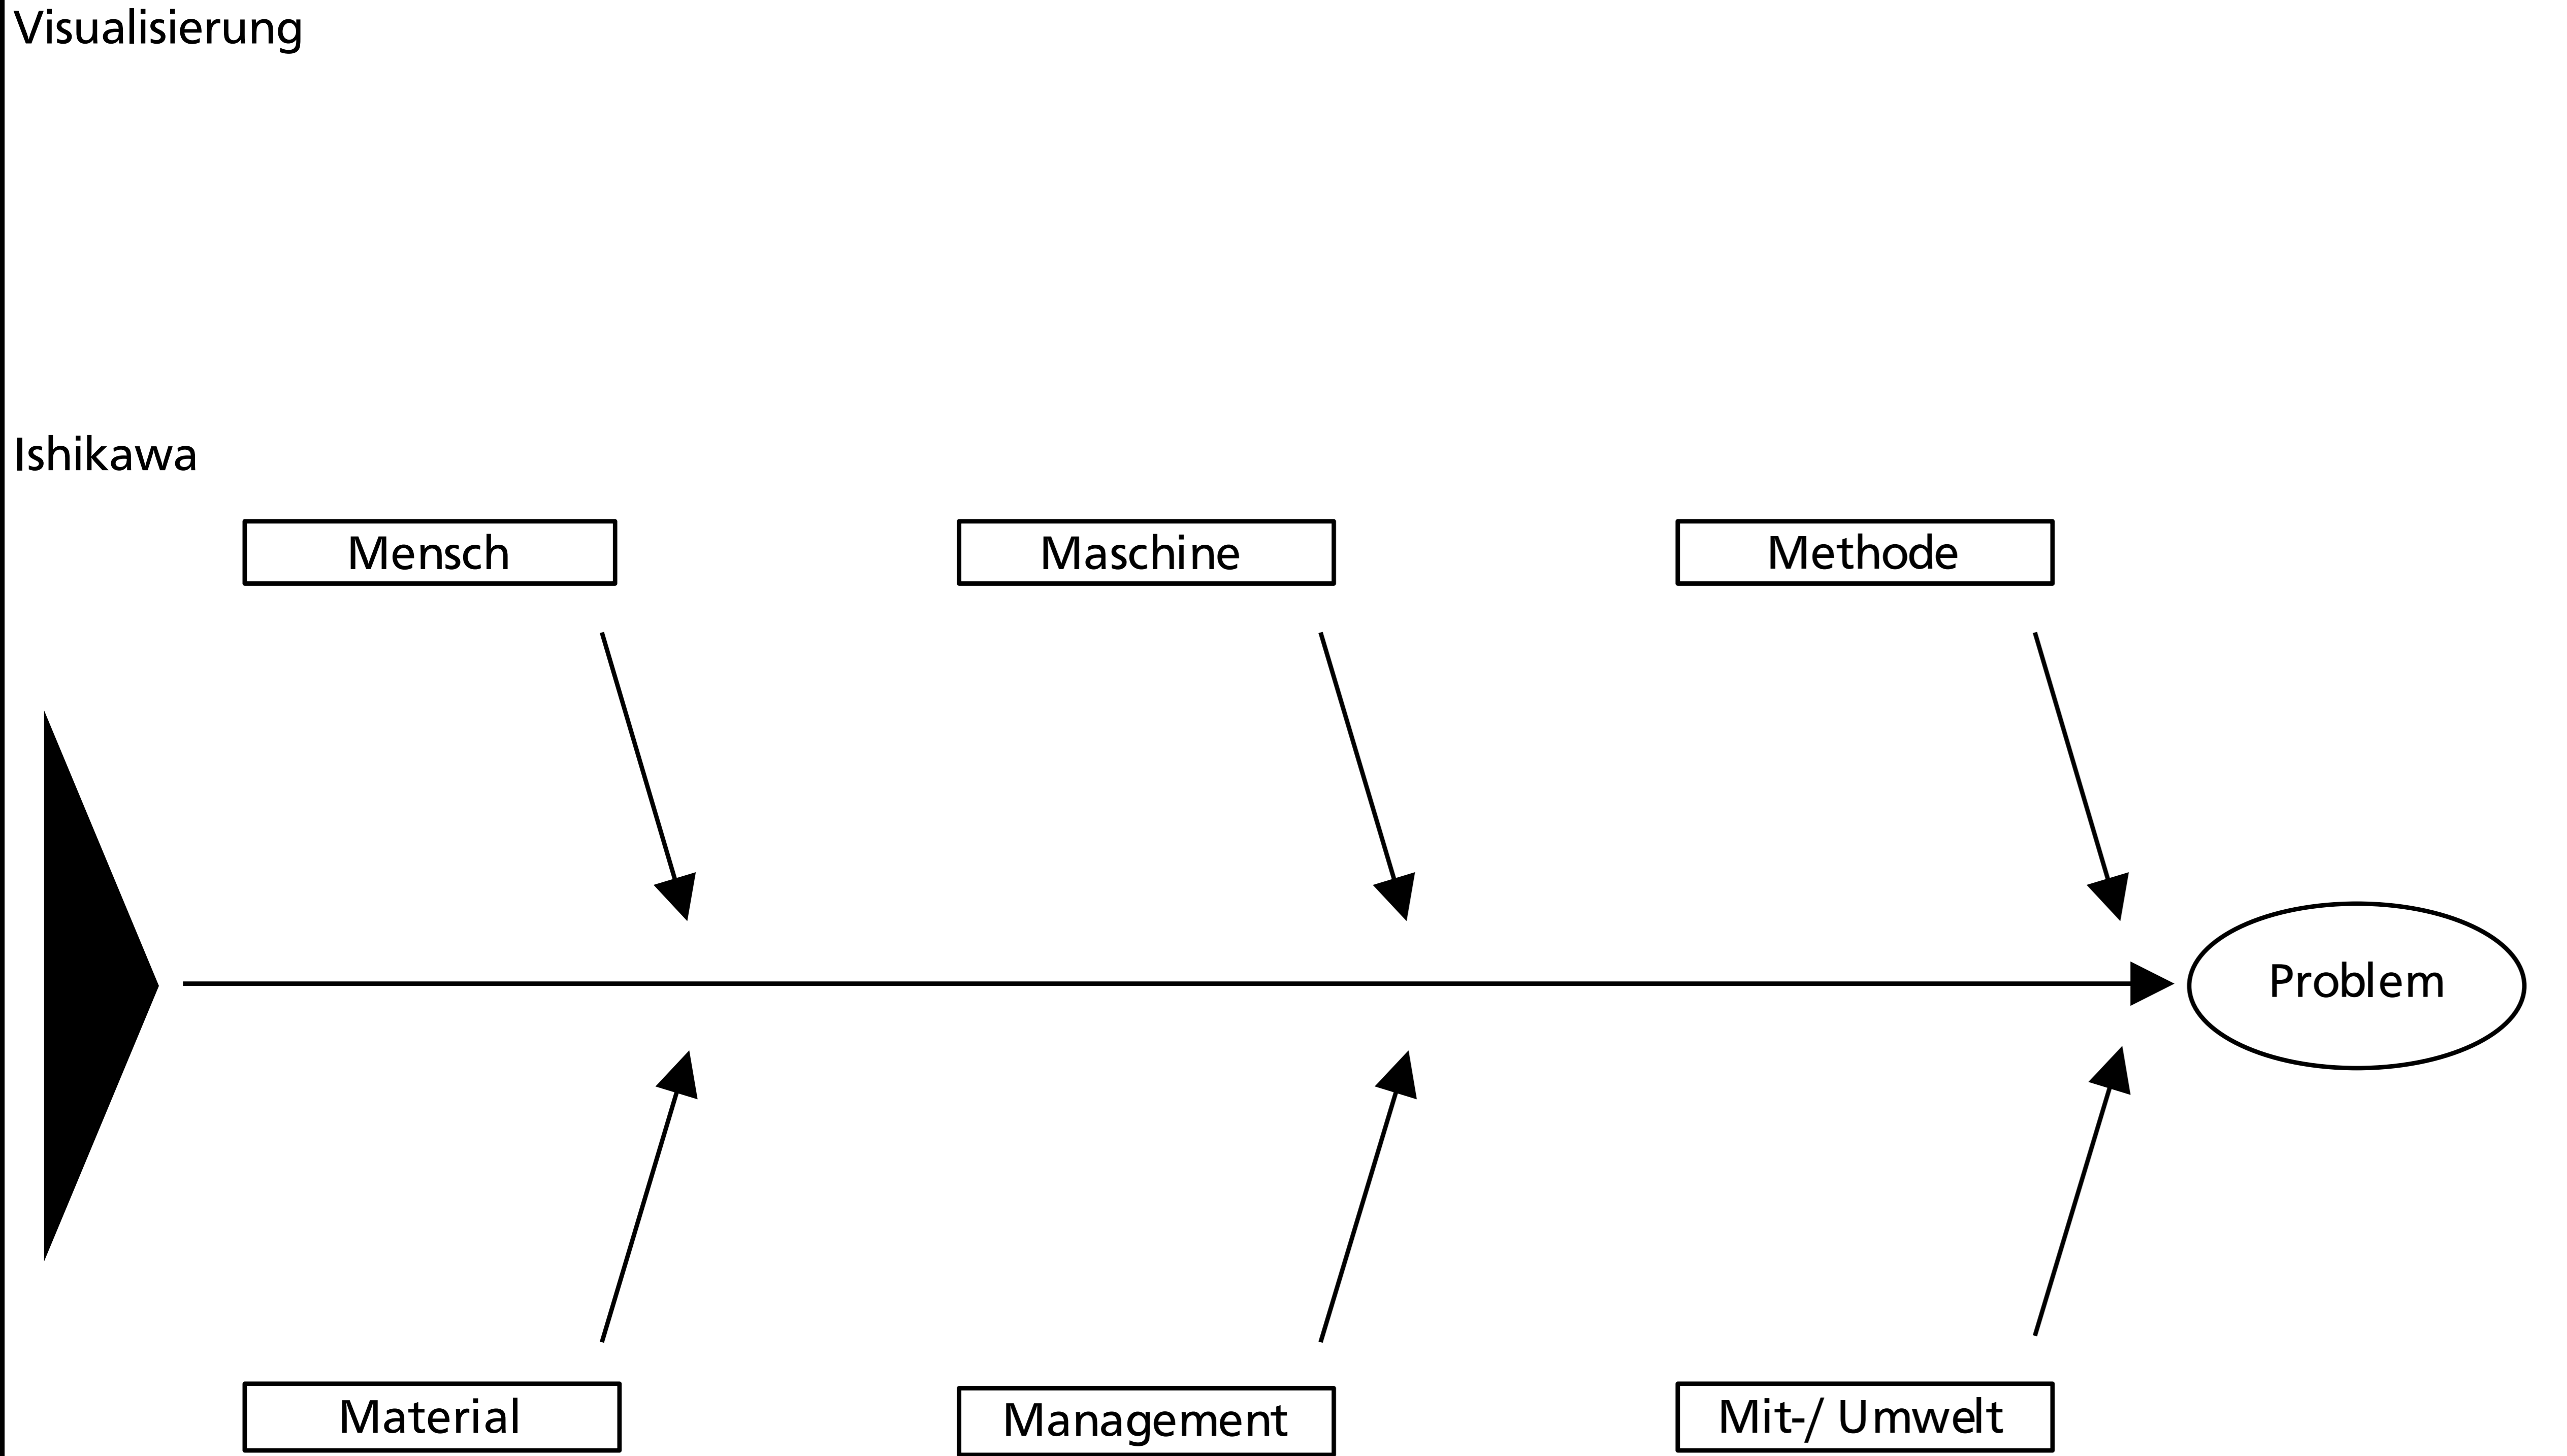 Visualisierung
Ishikawa
Mensch
Maschine
Methode
Problem
Material
Management
Mit-/ Umwelt